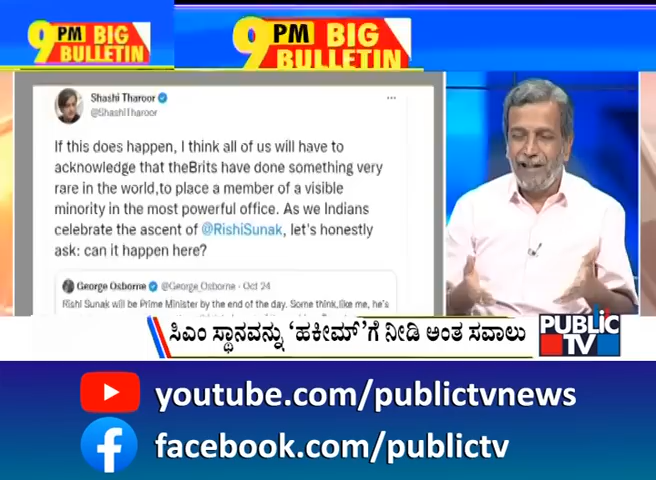 9 PM BIG BULLETIN
9 PM BIG BULLETIN
Shashi Tharoor
@ShashiTharoor
If this does happen, I think all of us will have to
acknowledge that theBrits have done something very
rare in the world,to place a member of a visible
minority in the most powerful office. As we Indians
celebrate the ascent of @RishiSunak, let's honestly
ask: can it happen here?
George Osborne @George_Osborne · Oct 24
Rishi Sunak will be Prime Minister by the end of the day. Some think,like me, he's
ಸಿಎಂ ಸ್ಥಾನವನ್ನು ‘ಹಕೀಮ್’ಗೆ ನೀಡಿ ಅಂತ ಸವಾಲು
PUBLIC
TV
youtube.com/publictvnews
facebook.com/publictv